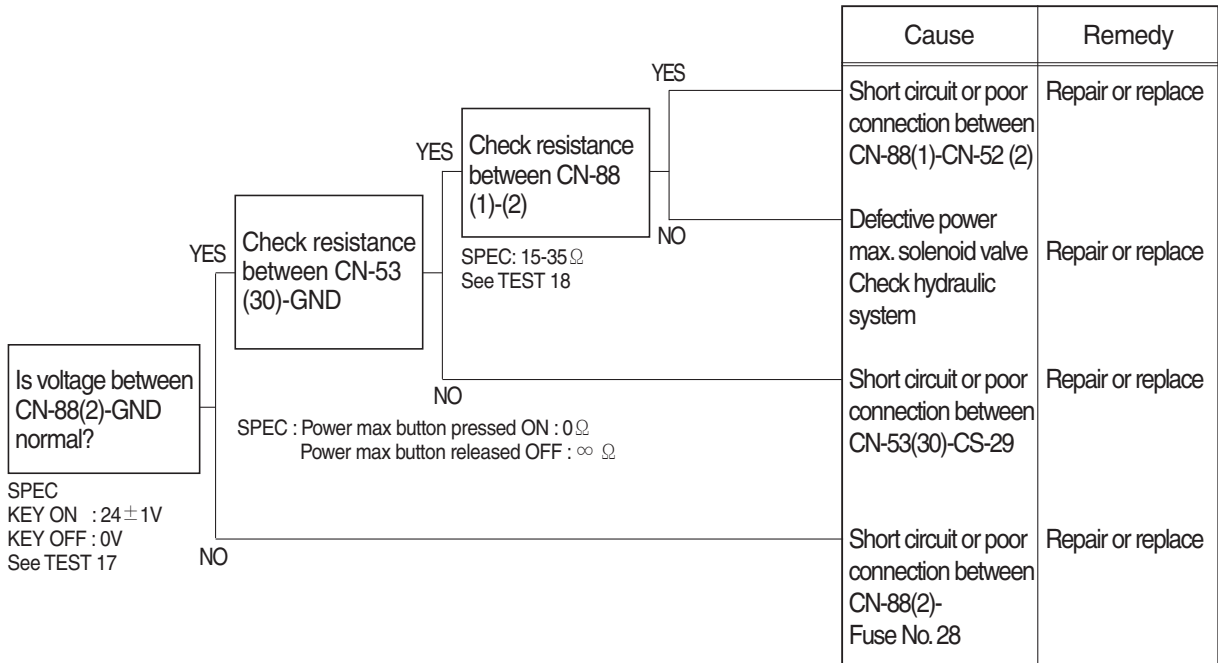 Cause
Remedy
YES
Short circuit or poor
connection between
CN-88(1)-CN-52 (2)
Repair or replace
YES
Check resistance
between CN-88
(1)-(2)
NO
SPEC: 15-35Ω
See TEST 18
Defective power
max. solenoid valve
Check hydraulic
system
Repair or replace
YES
Check resistance
between CN-53
(30)-GND
NO
SPEC : Power max button pressed ON : 0Ω
Power max button released OFF : ∞ Ω
Short circuit or poor
connection between
CN-53(30)-CS-29
Repair or replace
Is voltage between
CN-88(2)-GND
normal?
SPEC
KEY ON : 24±1V
KEY OFF : 0V
See TEST 17
NO
Short circuit or poor
connection between
CN-88(2)-
Fuse No. 28
Repair or replace